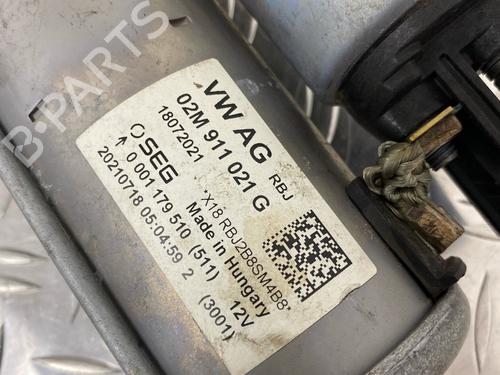 VW AG RBJ
02M 911 021 G
18072021
*X18 RBJ2B8SM4B8*
SEG Made in Hungary
0 001 179 510 (511) 12V
20210718 05:04:59 2 (3001)
B-PARTS